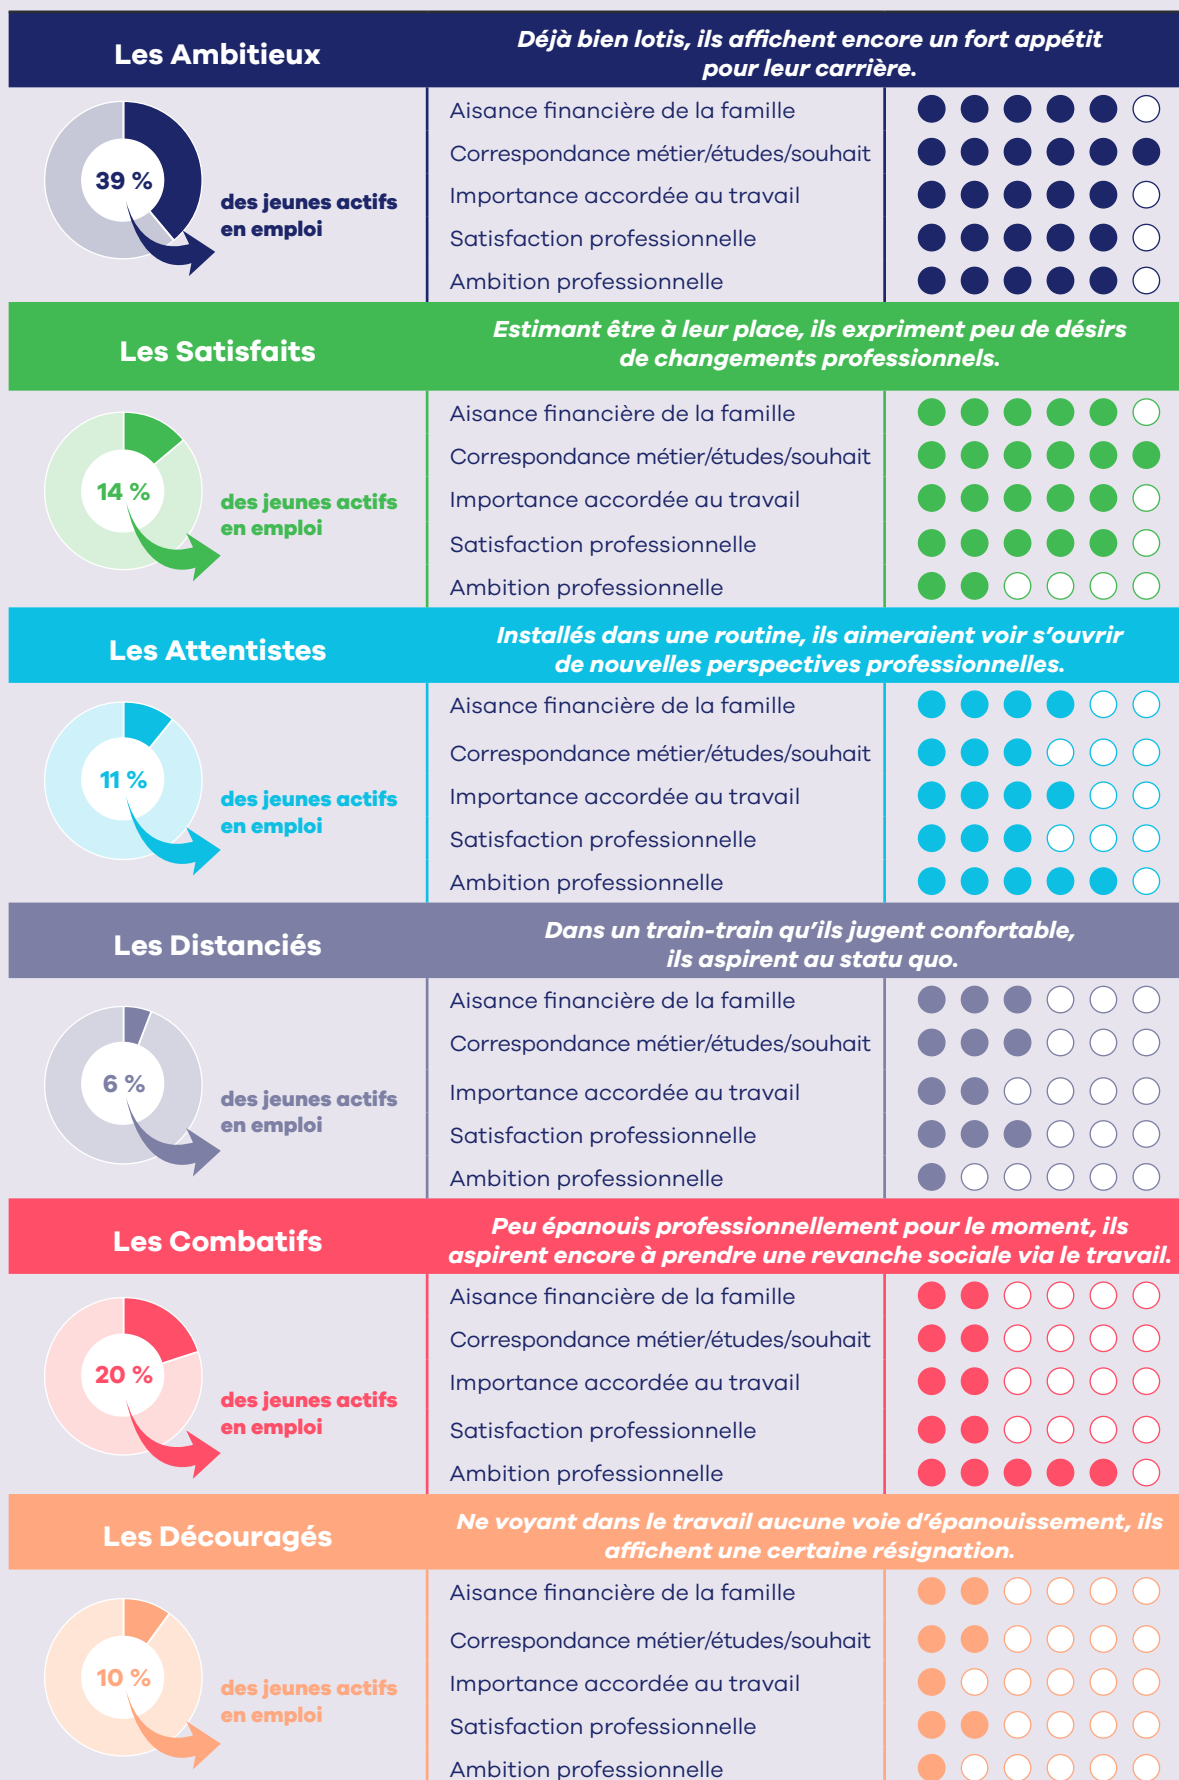 Les Ambitieux
Déjà bien lotis, ils affichent encore un fort appétit
pour leur carrière.
39 %
des jeunes actifs
en emploi
Aisance financière de la famille
Correspondance métier/études/souhait
Importance accordée au travail
Satisfaction professionnelle
Ambition professionnelle
Les Satisfaits
Estimant être à leur place, ils expriment peu de désirs
de changements professionnels.
14 %
des jeunes actifs
en emploi
Aisance financière de la famille
Correspondance métier/études/souhait
Importance accordée au travail
Satisfaction professionnelle
Ambition professionnelle
Les Attentistes
Installés dans une routine, ils aimeraient voir s’ouvrir
de nouvelles perspectives professionnelles.
11 %
des jeunes actifs
en emploi
Aisance financière de la famille
Correspondance métier/études/souhait
Importance accordée au travail
Satisfaction professionnelle
Ambition professionnelle
Les Distanciés
Dans un train-train qu’ils jugent confortable,
ils aspirent au statu quo.
6 %
des jeunes actifs
en emploi
Aisance financière de la famille
Correspondance métier/études/souhait
Importance accordée au travail
Satisfaction professionnelle
Ambition professionnelle
Les Combatifs
Peu épanouis professionnellement pour le moment, ils
aspirent encore à prendre une revanche sociale via le travail.
20 %
des jeunes actifs
en emploi
Aisance financière de la famille
Correspondance métier/études/souhait
Importance accordée au travail
Satisfaction professionnelle
Ambition professionnelle
Les Découragés
Ne voyant dans le travail aucune voie d’épanouissement, ils
affichent une certaine résignation.
10 %
des jeunes actifs
en emploi
Aisance financière de la famille
Correspondance métier/études/souhait
Importance accordée au travail
Satisfaction professionnelle
Ambition professionnelle